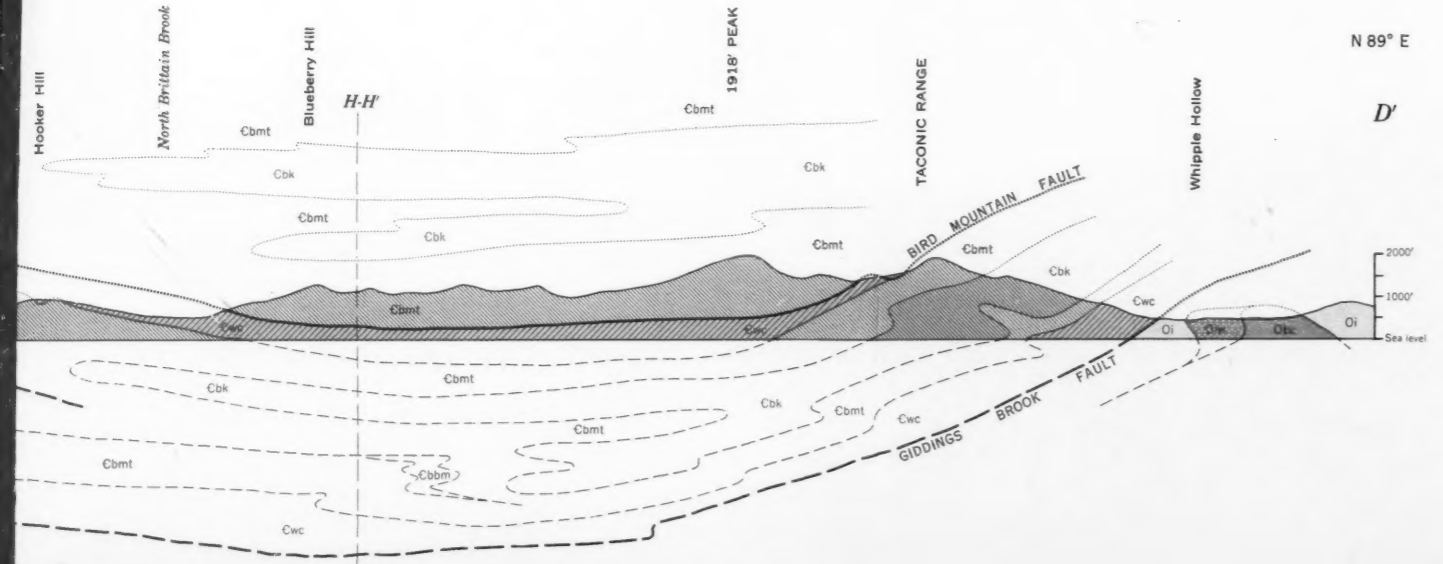 Hooker Hill
North Brittain Brook
Blueberry Hill
H-H'
1918' PEAK
TACONIC RANGE
Whipple Hollow
N 89° E
D'
Ꞓbmt
Ꞓbmt
Ꞓbk
Ꞓbk
Ꞓbmt
Ꞓbk
Ꞓbmt
BIRD MOUNTAIN FAULT
Ꞓbmt
Ꞓbk
Ꞓwc
2000'
1000'
Sea level
Ꞓbmt
Ꞓwc
Ꞓwc
Oi
Oi
Ꞓbk
Ꞓbmt
Ꞓbk
Ꞓbmt
Ꞓwc
Ꞓbmt
GIDDINGS BROOK FAULT
Ꞓbmt
Ꞓbbm
Ꞓwc